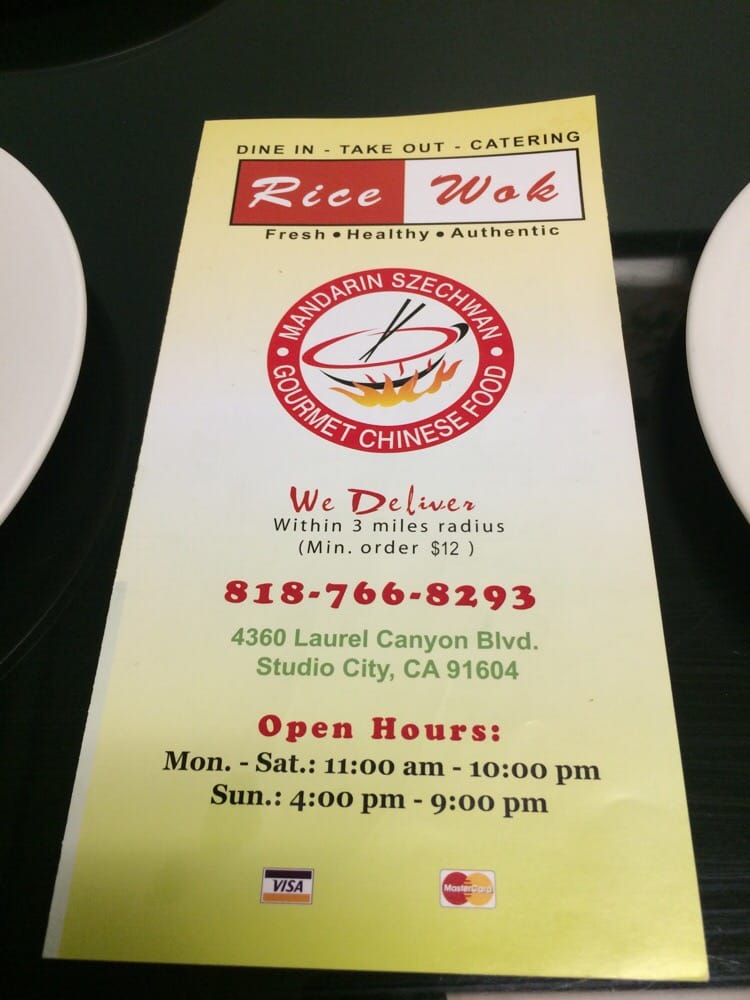 DINE IN - TAKE OUT - CATERING
Rice Wok
Fresh • Healthy • Authentic
MANDARIN SZECHWAN
• GOURMET CHINESE FOOD •
We Deliver
Within 3 miles radius
(Min. order $12 )
818-766-8293
4360 Laurel Canyon Blvd.
Studio City, CA 91604
Open Hours:
Mon. - Sat.: 11:00 am - 10:00 pm
Sun.: 4:00 pm - 9:00 pm
VISA MasterCard